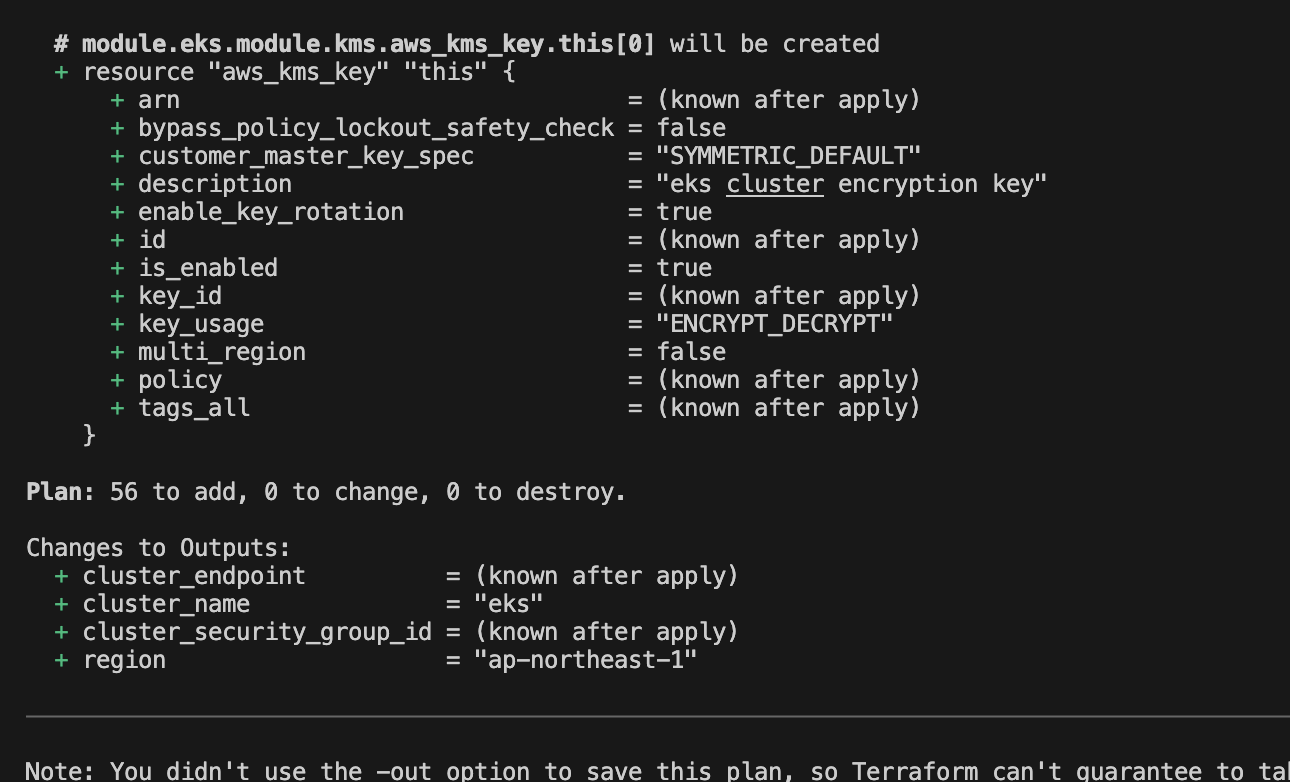 # module.eks.module.kms.aws_kms_key.this[0] will be created
+ resource "aws_kms_key" "this" {
+ arn = (known after apply)
+ bypass_policy_lockout_safety_check = false
+ customer_master_key_spec = "SYMMETRIC_DEFAULT"
+ description = "eks cluster encryption key"
+ enable_key_rotation = true
+ id = (known after apply)
+ is_enabled = true
+ key_id = (known after apply)
+ key_usage = "ENCRYPT_DECRYPT"
+ multi_region = false
+ policy = (known after apply)
+ tags_all = (known after apply)
}
Plan: 56 to add, 0 to change, 0 to destroy.
Changes to Outputs:
+ cluster_endpoint = (known after apply)
+ cluster_name = "eks"
+ cluster_security_group_id = (known after apply)
+ region = "ap-northeast-1"
Note: You didn't use the -out option to save this plan, so Terraform can't guarantee to ta